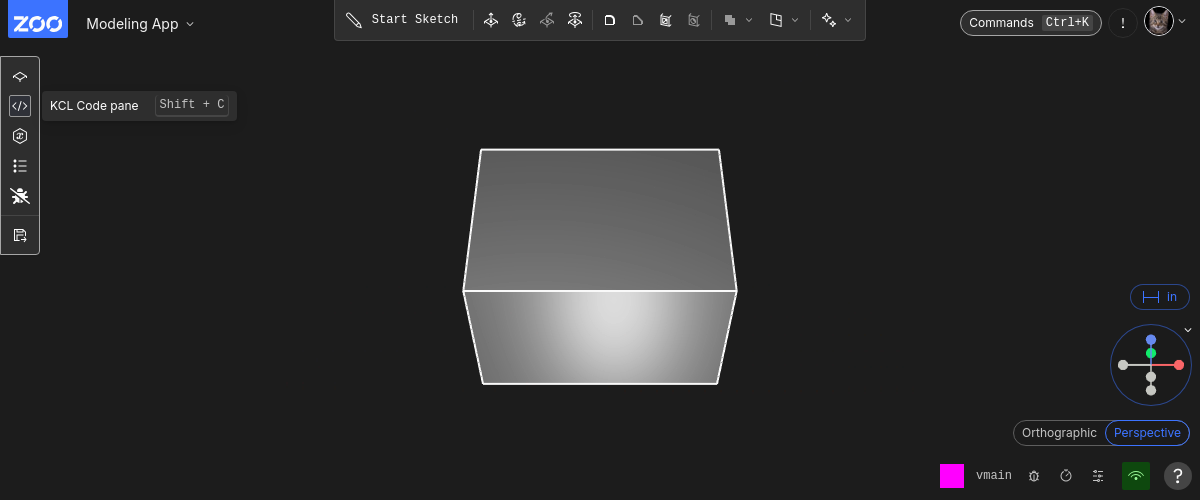 ZOO
Modeling App
Start Sketch
Commands Ctrl+K
!
KCL Code pane Shift + C
in
Orthographic Perspective
vmain
?